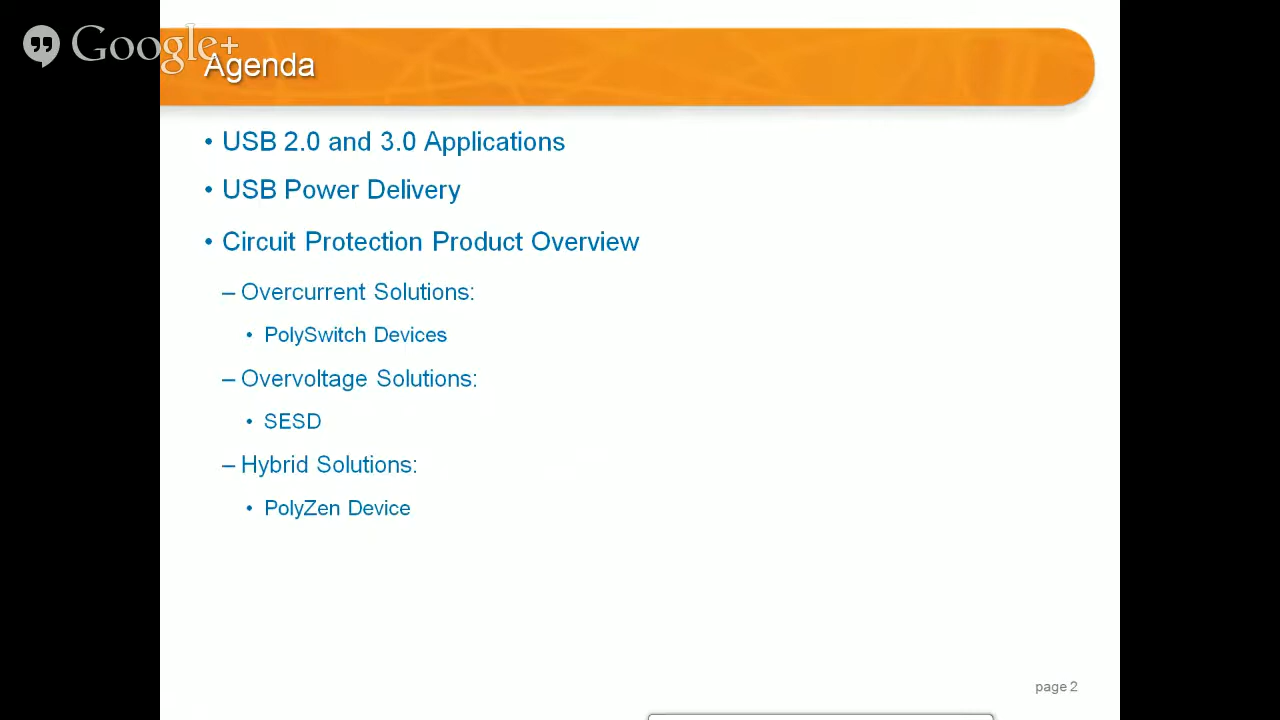 Google+
Agenda
• USB 2.0 and 3.0 Applications
• USB Power Delivery
• Circuit Protection Product Overview
– Overcurrent Solutions:
• PolySwitch Devices
– Overvoltage Solutions:
• SESD
– Hybrid Solutions:
• PolyZen Device
page 2